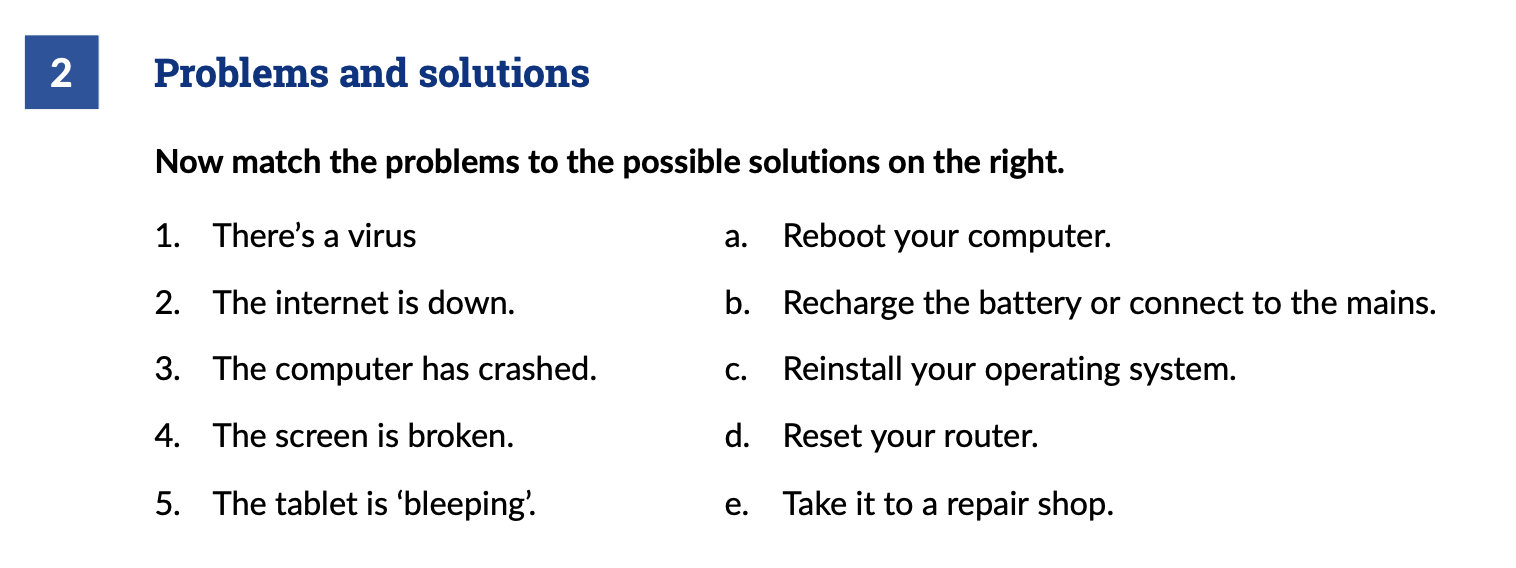 2 Problems and solutions
Now match the problems to the possible solutions on the right.
1. There’s a virus a. Reboot your computer.
2. The internet is down. b. Recharge the battery or connect to the mains.
3. The computer has crashed. c. Reinstall your operating system.
4. The screen is broken. d. Reset your router.
5. The tablet is ‘bleeping’. e. Take it to a repair shop.